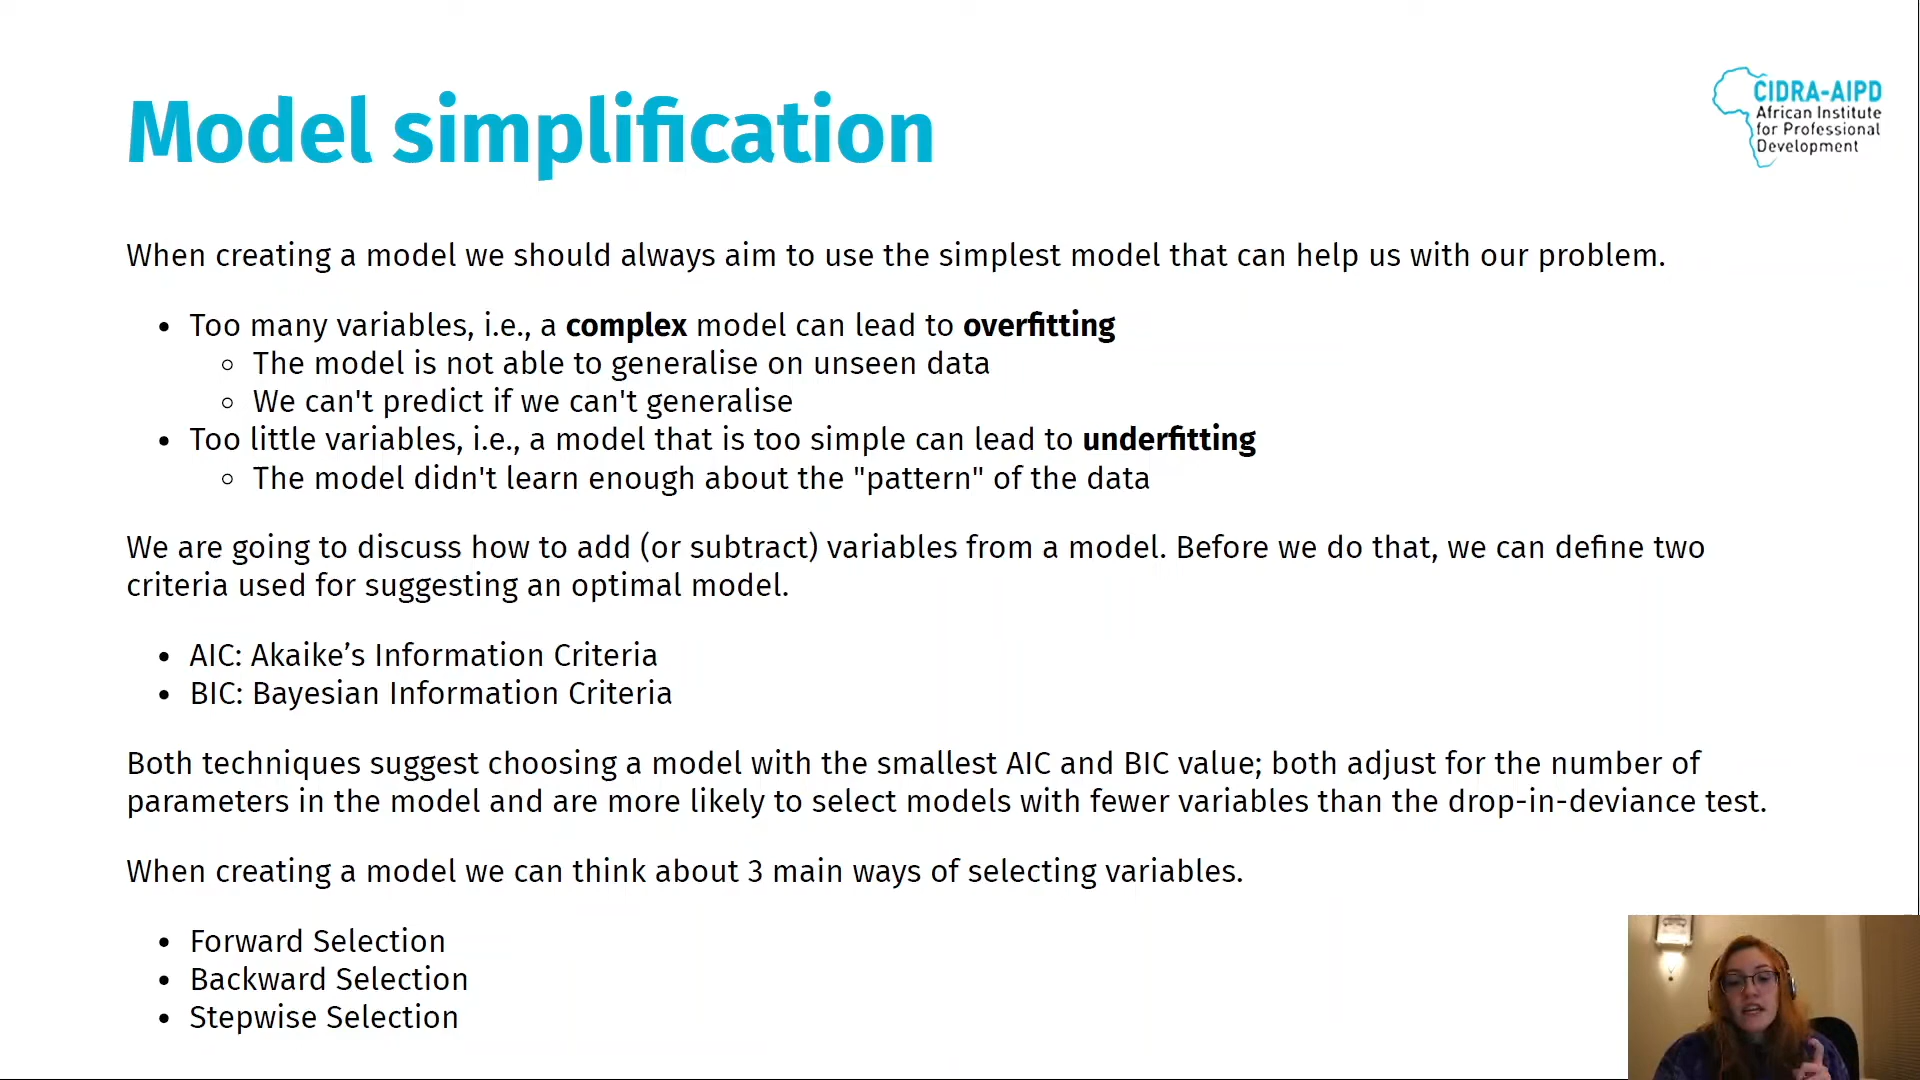 Model simplification
CIDRA-AIPD
African Institute
for Professional
Development
When creating a model we should always aim to use the simplest model that can help us with our problem.
• Too many variables, i.e., a complex model can lead to overfitting
◦ The model is not able to generalise on unseen data
◦ We can't predict if we can't generalise
• Too little variables, i.e., a model that is too simple can lead to underfitting
◦ The model didn't learn enough about the "pattern" of the data
We are going to discuss how to add (or subtract) variables from a model. Before we do that, we can define two
criteria used for suggesting an optimal model.
• AIC: Akaike’s Information Criteria
• BIC: Bayesian Information Criteria
Both techniques suggest choosing a model with the smallest AIC and BIC value; both adjust for the number of
parameters in the model and are more likely to select models with fewer variables than the drop-in-deviance test.
When creating a model we can think about 3 main ways of selecting variables.
• Forward Selection
• Backward Selection
• Stepwise Selection